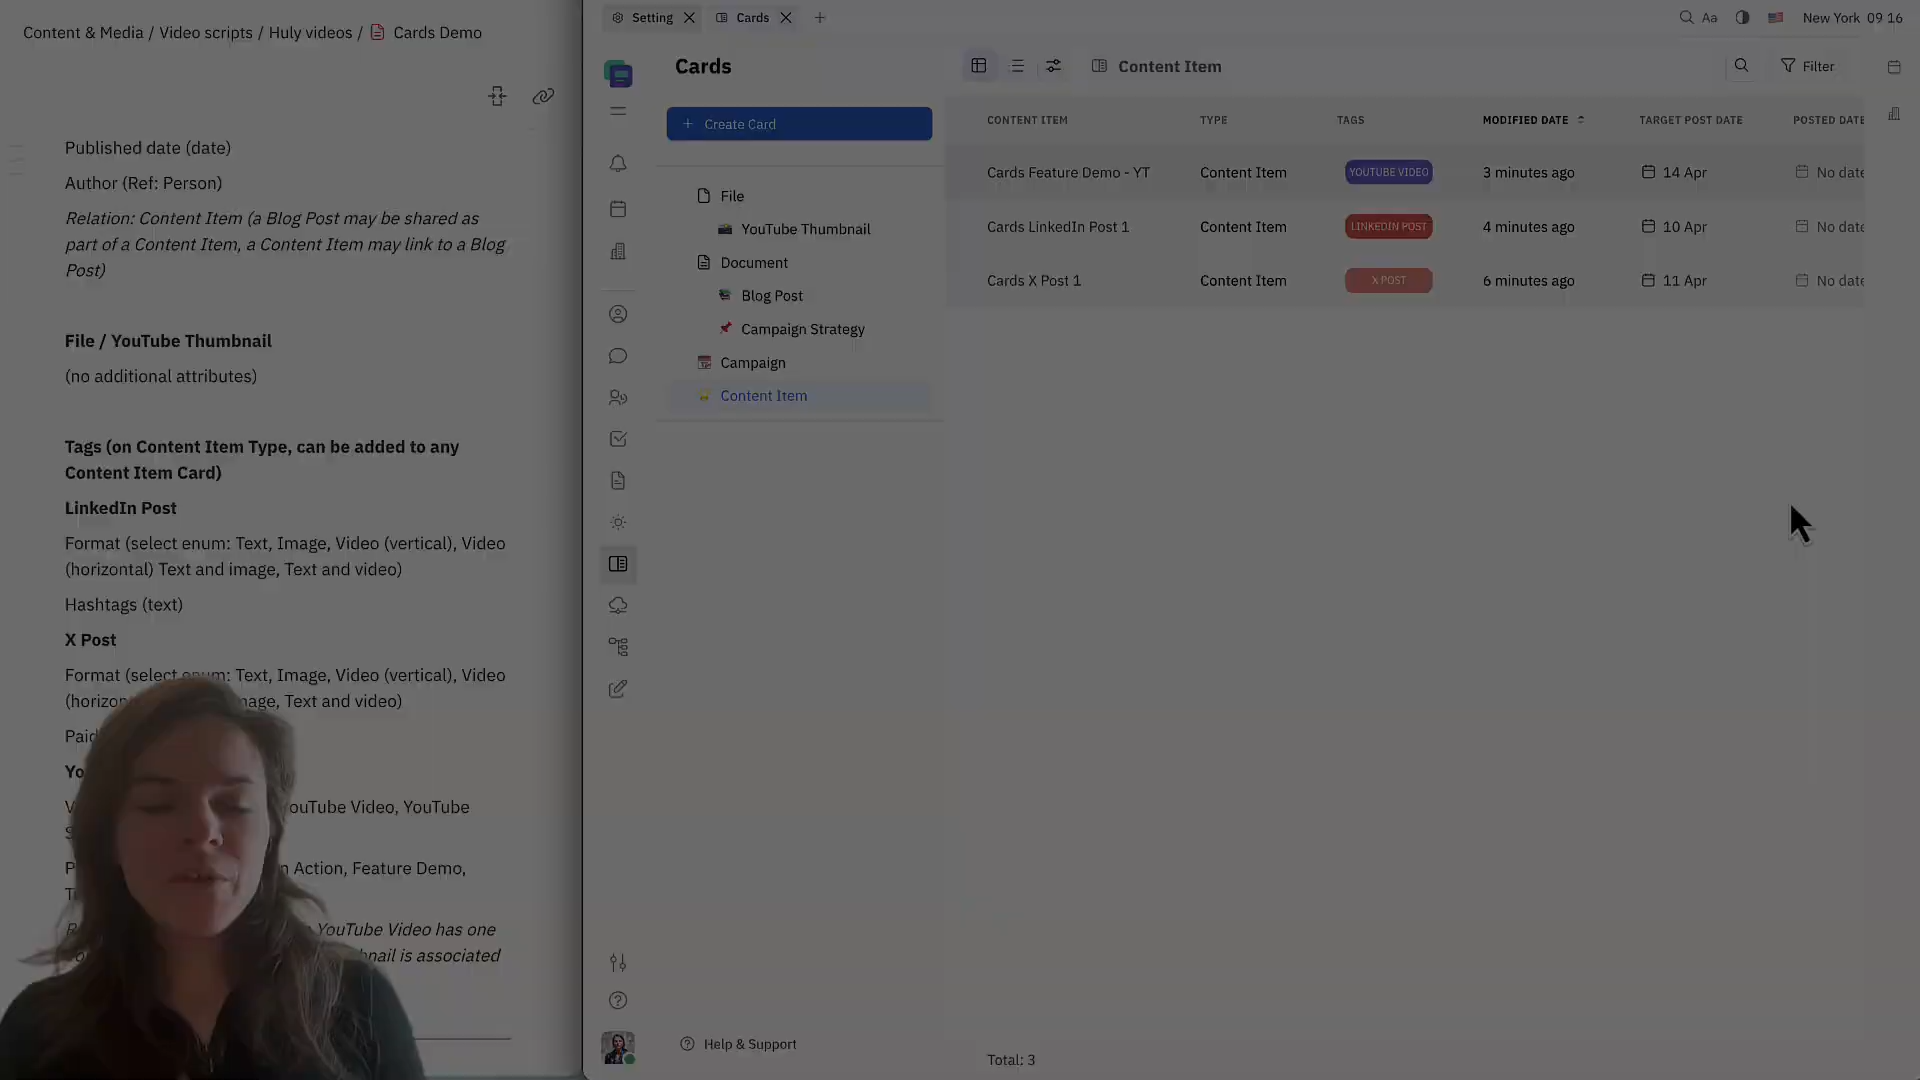 Content & Media / Video scripts / Huly videos / Cards Demo
Published date (date)
Author (Ref: Person)
Relation: Content Item (a Blog Post may be shared as
part of a Content Item, a Content Item may link to a Blog
Post)
File / YouTube Thumbnail
(no additional attributes)
Tags (on Content Item Type, can be added to any
Content Item Card)
LinkedIn Post
Format (select enum: Text, Image, Video (vertical), Video
(horizontal) Text and image, Text and video)
Hashtags (text)
X Post
Format (select enum: Text, Image, Video (vertical), Video
image, Text and video)
Paid
YouTube Video, YouTube
Action, Feature Demo,
YouTube Video has one
is associated
Setting
Cards
Aa
New York 09 16
Cards
Create Card
File
YouTube Thumbnail
Document
Blog Post
Campaign Strategy
Campaign
Content Item
Help & Support
Content Item
Filter
CONTENT ITEM TYPE TAGS MODIFIED DATE TARGET POST DATE POSTED DATE
Cards Feature Demo - YT Content Item YOUTUBE VIDEO 3 minutes ago 14 Apr No date
Cards LinkedIn Post 1 Content Item LINKEDIN POST 4 minutes ago 10 Apr No date
Cards X Post 1 Content Item X POST 6 minutes ago 11 Apr No date
Total: 3